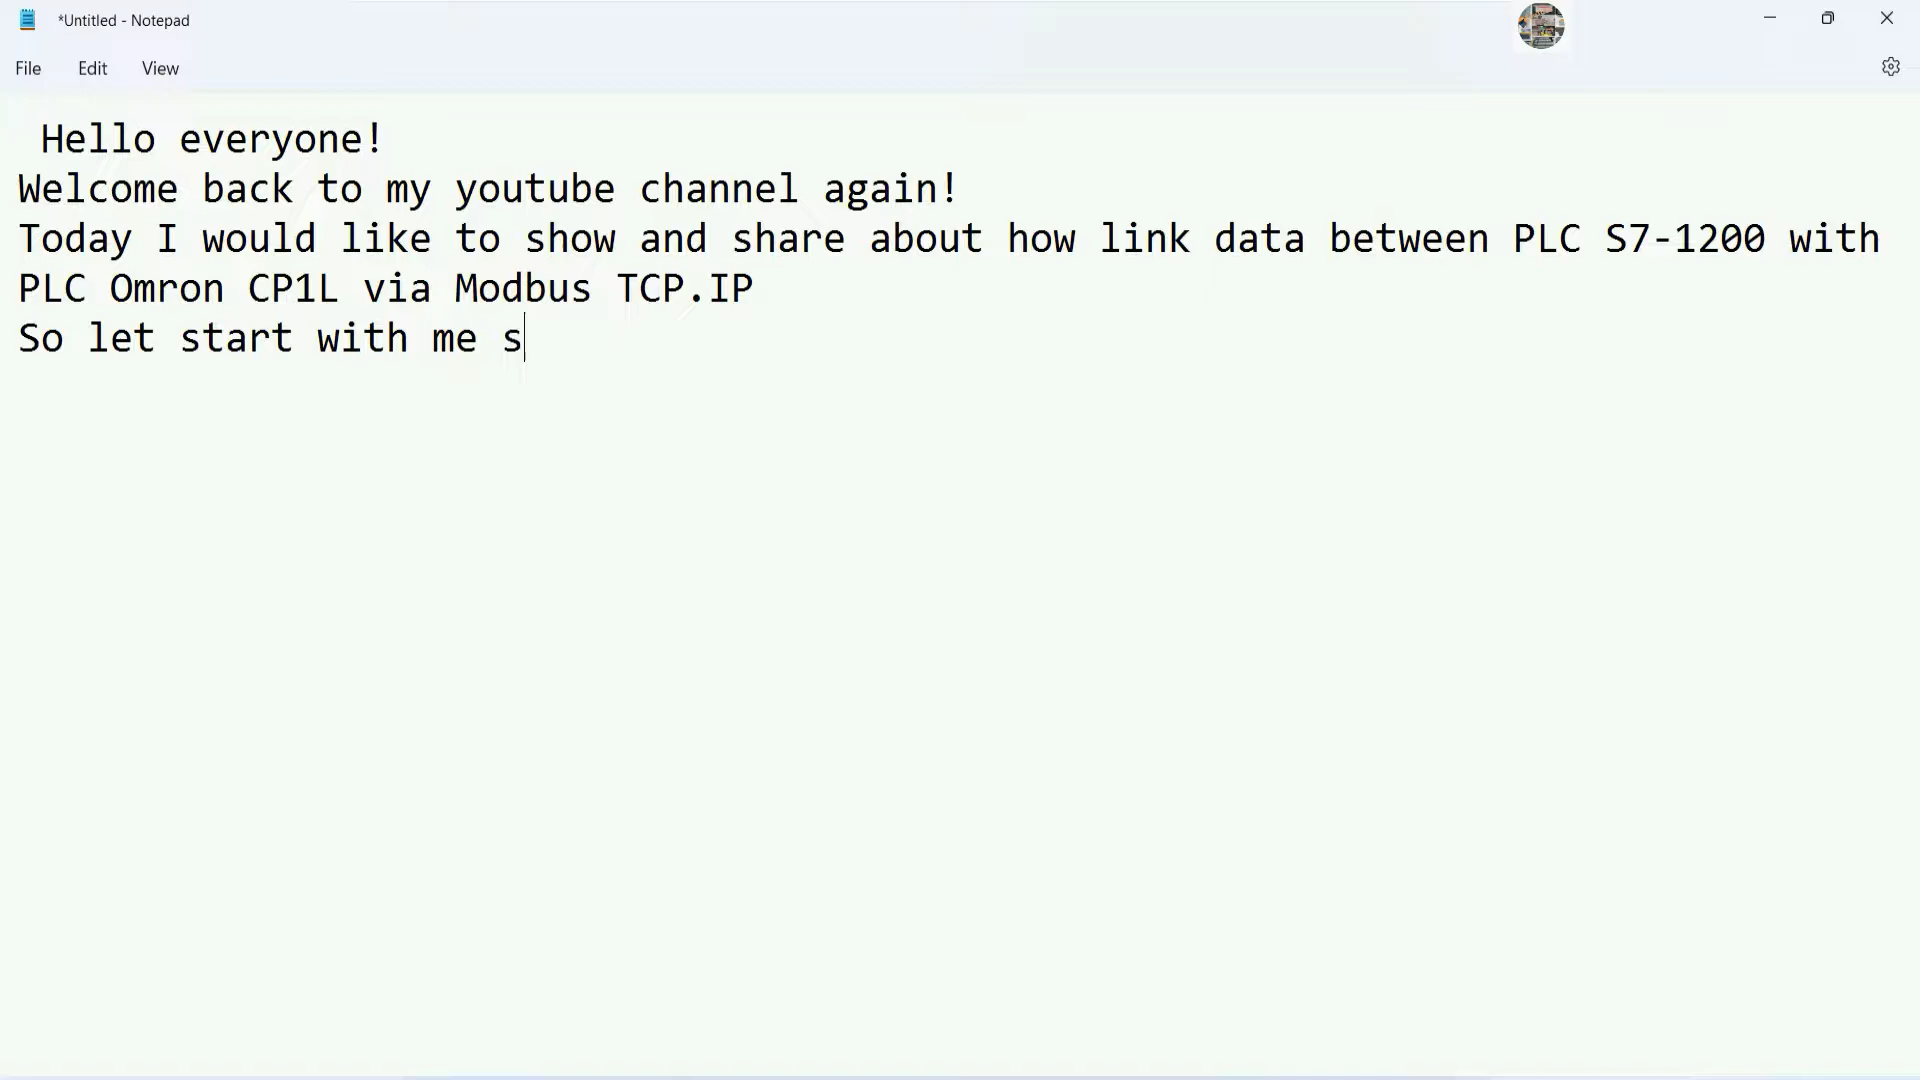 *Untitled - Notepad
File Edit View
Hello everyone!
Welcome back to my youtube channel again!
Today I would like to show and share about how link data between PLC S7-1200 with
PLC Omron CP1L via Modbus TCP.IP
So let start with me s